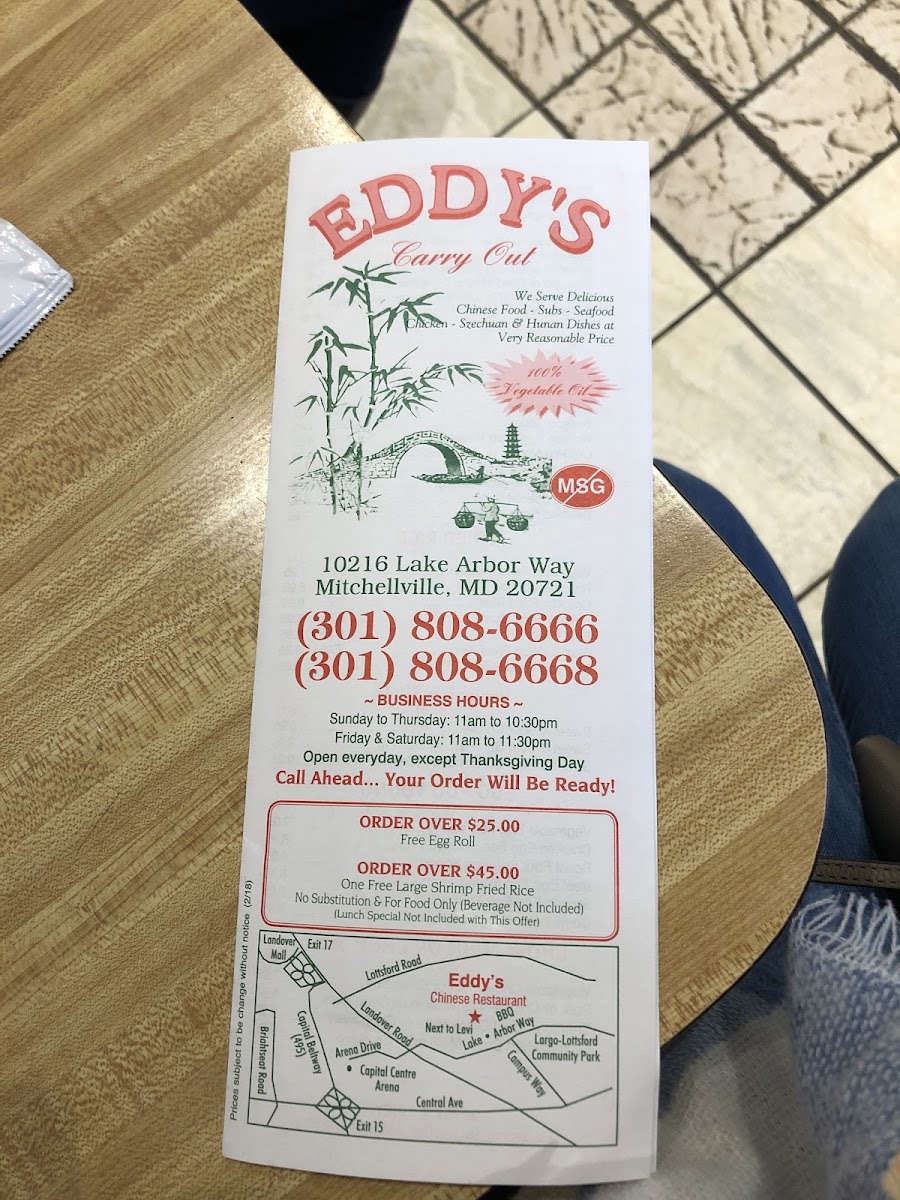 EDDY'S
Carry Out
We Serve Delicious
Chinese Food - Subs - Seafood
Chicken - Szechuan & Hunan Dishes at
Very Reasonable Price
100%
Vegetable Oil
MSG
10216 Lake Arbor Way
Mitchellville, MD 20721
(301) 808-6666
(301) 808-6668
~ BUSINESS HOURS ~
Sunday to Thursday: 11am to 10:30pm
Friday & Saturday: 11am to 11:30pm
Open everyday, except Thanksgiving Day
Call Ahead... Your Order Will Be Ready!
ORDER OVER $25.00
Free Egg Roll
ORDER OVER $45.00
One Free Large Shrimp Fried Rice
No Substitution & For Food Only (Beverage Not Included)
(Lunch Special Not Included with This Offer)
Prices subject to be change without notice (2/18)
Landover
Mall
Exit 17
Lottsford Road
Eddy's
Chinese Restaurant
Next to Levi BBQ
Lake Arbor Way
Landover Road
Capital Beltway
(495)
Brightseat Road
Arena Drive
Capital Centre
Arena
Campus Way
Largo-Lottsford
Community Park
Central Ave
Exit 15